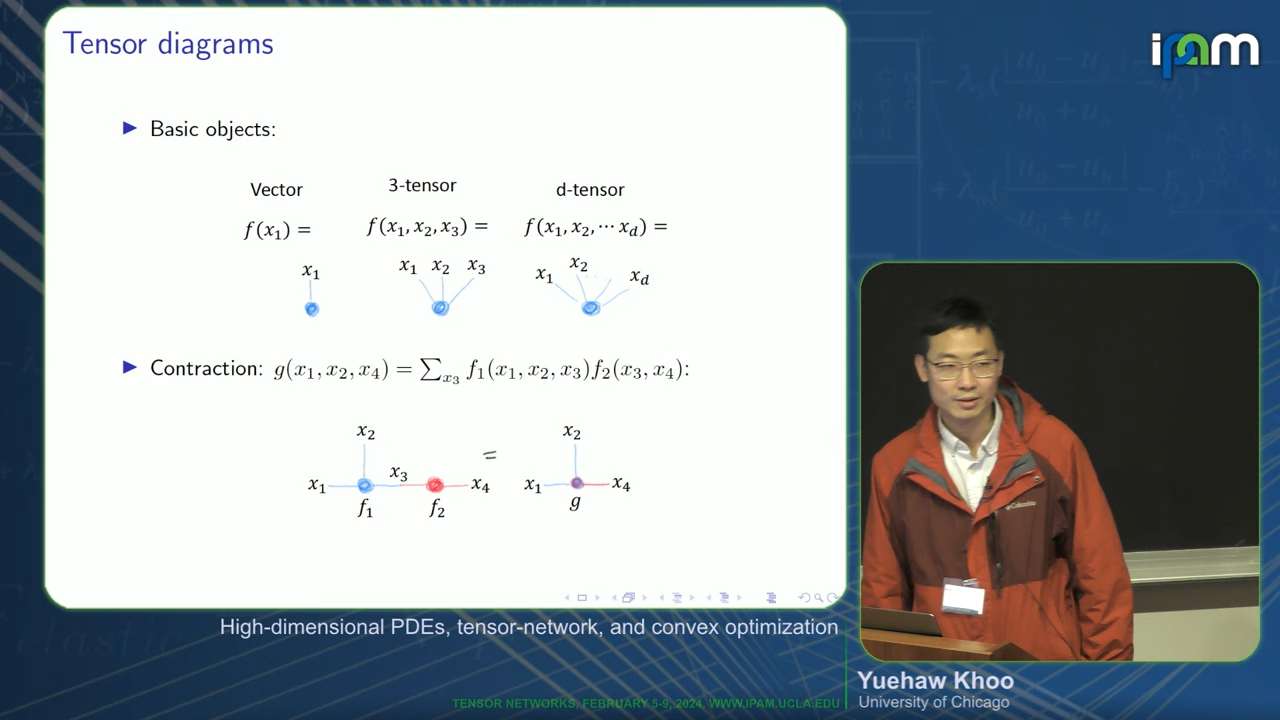 Tensor diagrams
ipam
▶ Basic objects:
Vector 3-tensor d-tensor
f(x₁) = f(x₁, x₂, x₃) = f(x₁, x₂, ⋯ x_d) =
x₁ x₁ x₂ x₃ x₁ x₂ x_d
▶ Contraction: g(x₁, x₂, x₄) = ∑_{x₃} f₁(x₁, x₂, x₃)f₂(x₃, x₄):
x₂ = x₂
x₁ x₃ x₄ x₁ x₄
f₁ f₂ g
Columbia
High-dimensional PDEs, tensor-network, and convex optimization
Yuehaw Khoo
University of Chicago
TENSOR NETWORKS, FEBRUARY 5-9, 2024, WWW.IPAM.UCLA.EDU